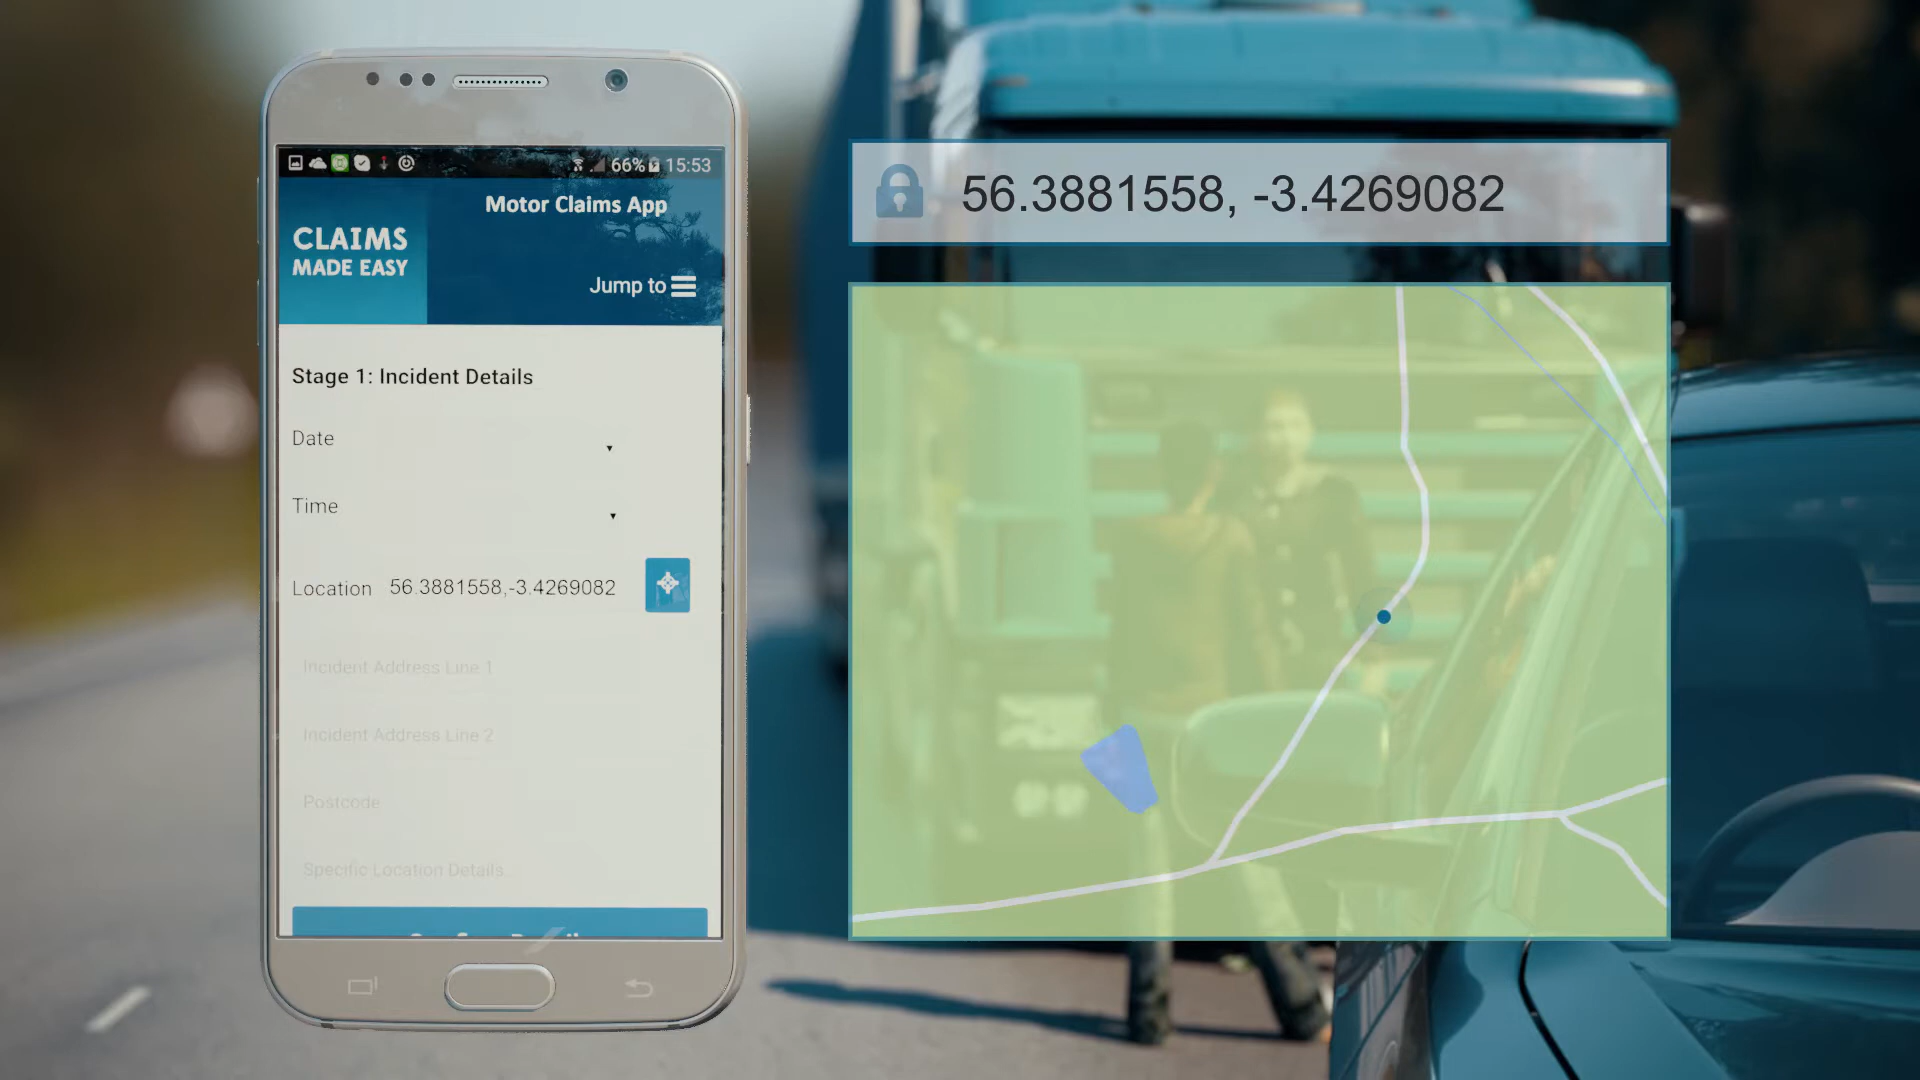 66% 15:53
Motor Claims App
CLAIMS
MADE EASY
Jump to
Stage 1: Incident Details
Date
Time
Location 56.3881558,-3.4269082
Incident Address Line 1
Incident Address Line 2
Postcode
Specific Location Details
56.3881558, -3.4269082